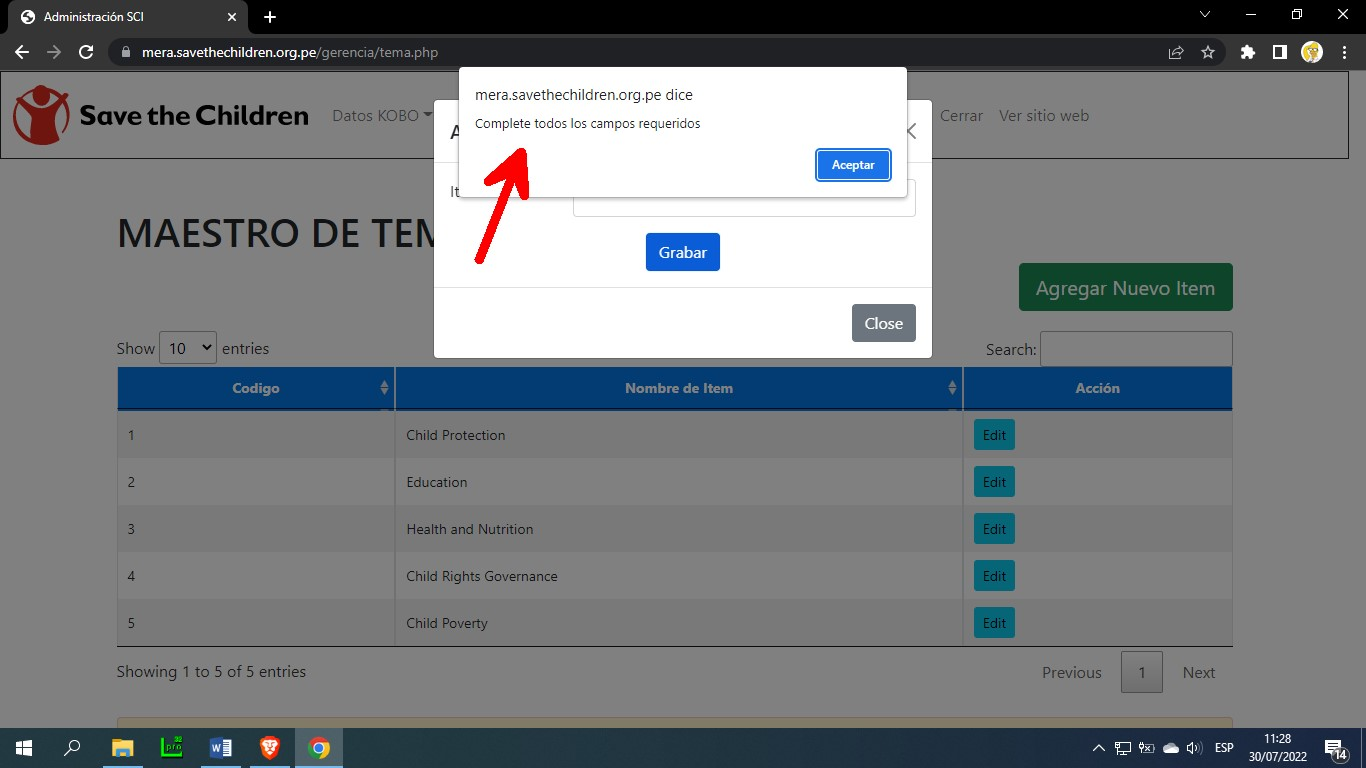 Administración SCI
mera.savethechildren.org.pe/gerencia/tema.php
Save the Children
Datos KOBO
Cerrar
Ver sitio web
mera.savethechildren.org.pe dice
Complete todos los campos requeridos
Aceptar
A
It
Grabar
Close
MAESTRO DE TEM
Agregar Nuevo Item
Show 10 entries
Search:
Codigo Nombre de Item Acción
1 Child Protection Edit
2 Education Edit
3 Health and Nutrition Edit
4 Child Rights Governance Edit
5 Child Poverty Edit
Showing 1 to 5 of 5 entries
Previous 1 Next
ESP
11:28
30/07/2022
14